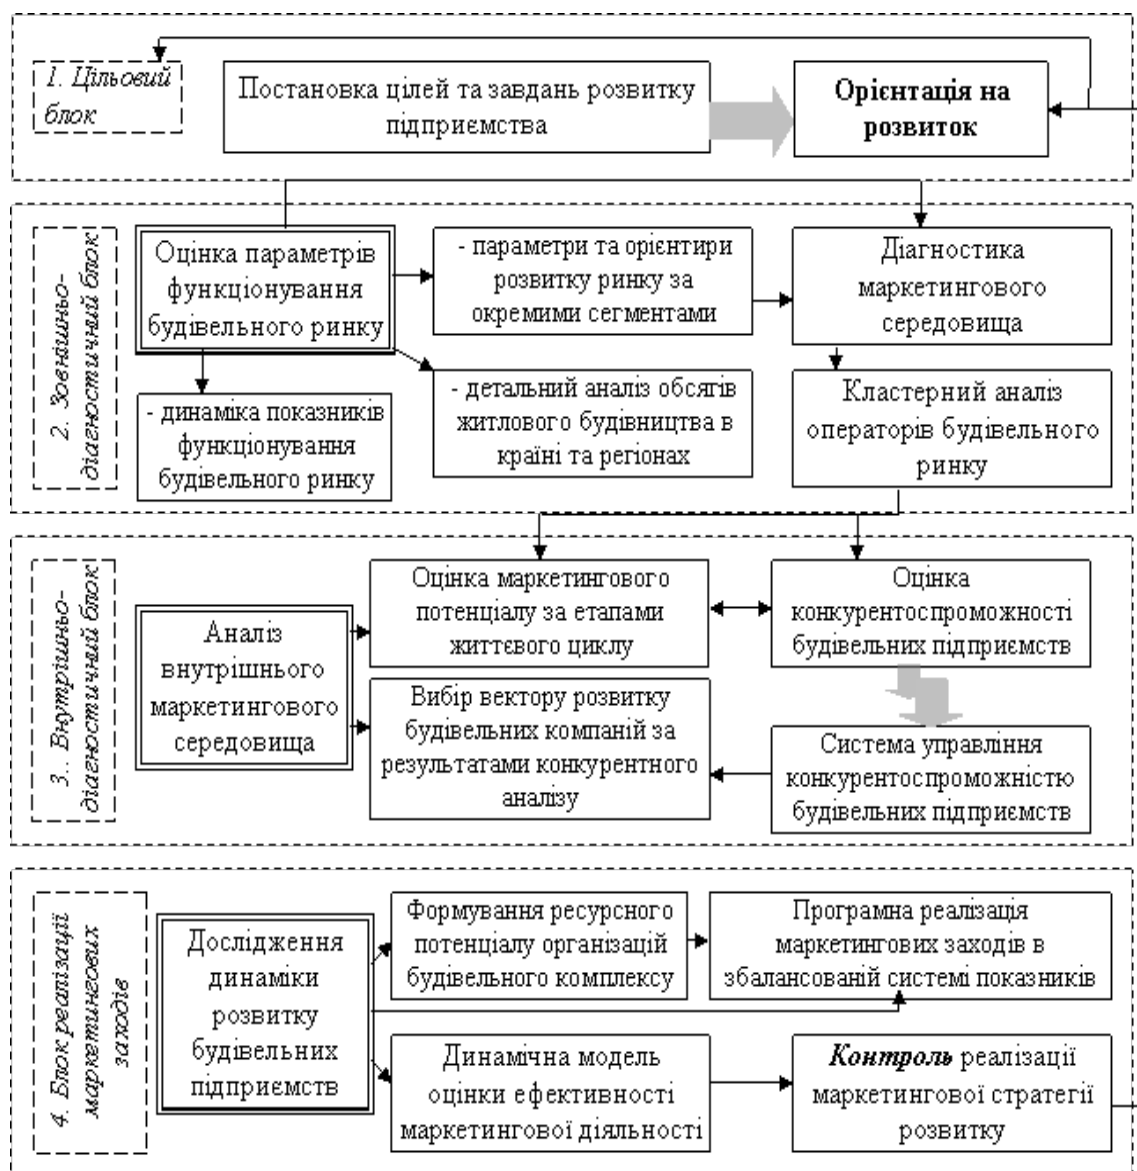 1. Цільовий
блок
Постановка цілей та завдань розвитку
підприємства
Орієнтація на
розвиток
2. Зовнішньо-
діагностичний блок
Оцінка параметрів
функціонування
будівельного ринку
- параметри та орієнтири
розвитку ринку за
окремими сегментами
Діагностика
маркетингового
середовища
- динаміка показників
функціонування
будівельного ринку
- детальний аналіз обсягів
житлового будівництва в
країні та регіонах
Кластерний аналіз
операторів будівельного
ринку
3.. Внутрішньо-
діагностичний блок
Аналіз
внутрішнього
маркетингового
середовища
Оцінка маркетингового
потенціалу за етапами
життєвого циклу
Оцінка
конкурентоспроможності
будівельних підприємств
Вибір вектору розвитку
будівельних компаній за
результатами конкурентного
аналізу
Система управління
конкурентоспроможністю
будівельних підприємств
4. Блок реалізації
маркетингових
заходів
Дослідження
динаміки
розвитку
будівельних
підприємств
Формування ресурсного
потенціалу організацій
будівельного комплексу
Програмна реалізація
маркетингових заходів в
збалансованій системі показників
Динамічна модель
оцінки ефективності
маркетингової діяльності
Контроль реалізації
маркетингової стратегії
розвитку